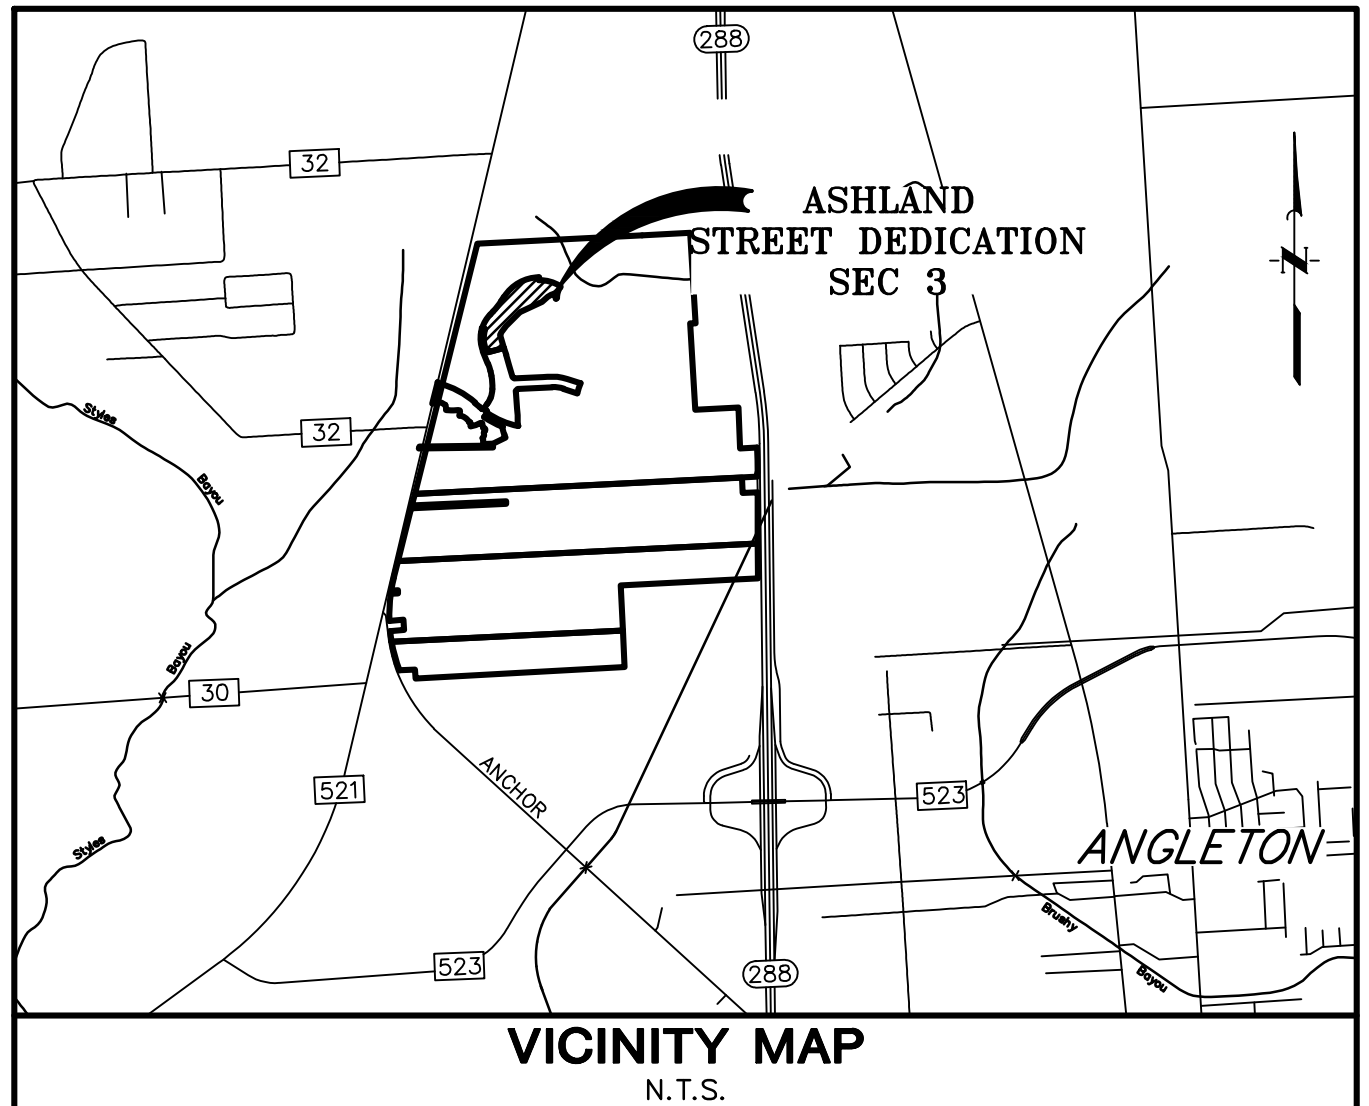 288
32
ASHLAND
STREET DEDICATION
SEC 3
N
Styles
32
Bayou
Bayou
30
521
ANCHOR
523
ANGLETON
Styles
Brushy
523
288
Bayou
VICINITY MAP
N.T.S.